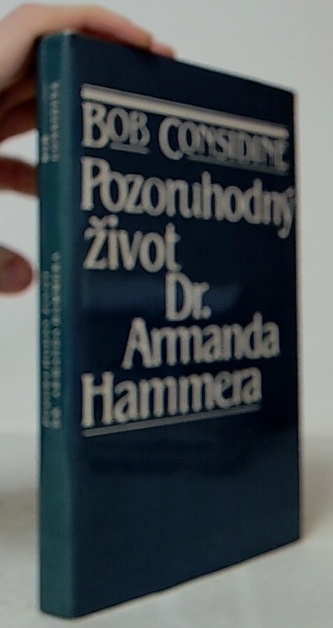 BOB CONSIDINE
Pozoruhodný
život
Dr.
Armanda
Hammera